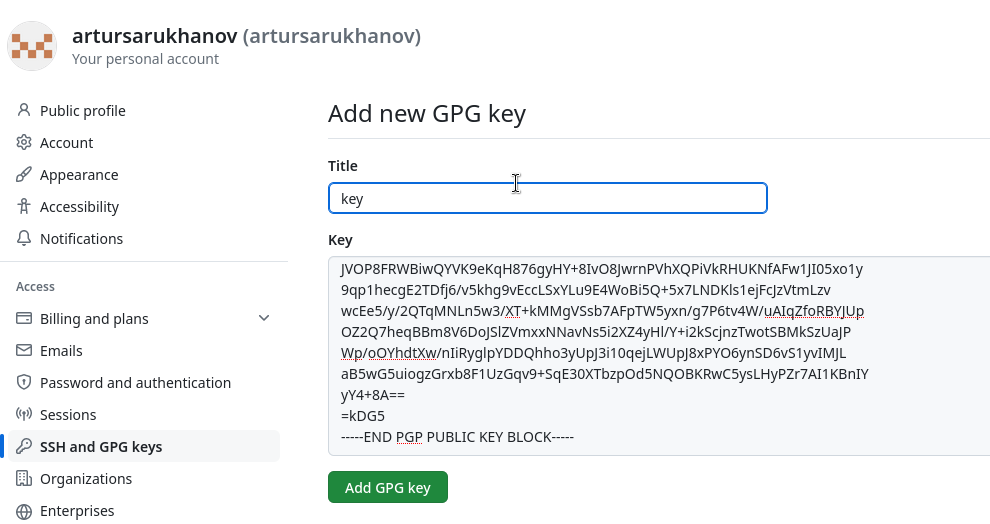 artursarukhanov (artursarukhanov)
Your personal account
Public profile
Account
Appearance
Accessibility
Notifications
Access
Billing and plans
Emails
Password and authentication
Sessions
SSH and GPG keys
Organizations
Enterprises
Add new GPG key
Title
key
Key
JVOP8FRWBiwQYVK9eKqH876gyHY+8IvO8JwrnPVhXQPiVkRHUKNfAFw1JI05xo1y
9qp1hecgE2TDfj6/v5khg9vEccLSxYLu9E4WoBi5Q+5x7LNDKls1ejFcJzVtmLzv
wcEe5/y/2QTqMNLn5w3/XT+kMMgVSsb7AFpTW5yxn/g7P6tv4W/uAIqZfoRBYJUp
OZ2Q7heqBBm8V6DoJSlZVmxxNNavNs5i2XZ4yHl/Y+i2kScjnzTwotSBMkSzUaJP
Wp/oOYhdtXw/nIiRyglpYDDQhho3yUpJ3i10qejLWUpJ8xPYO6ynSD6vS1yvIMJL
aB5wG5uiogzGrxb8F1UzGqv9+SqE30XTbzpOd5NQOBKRwC5ysLHyPZr7AI1KBnIY
yY4+8A==
=kDG5
-----END PGP PUBLIC KEY BLOCK-----
Add GPG key